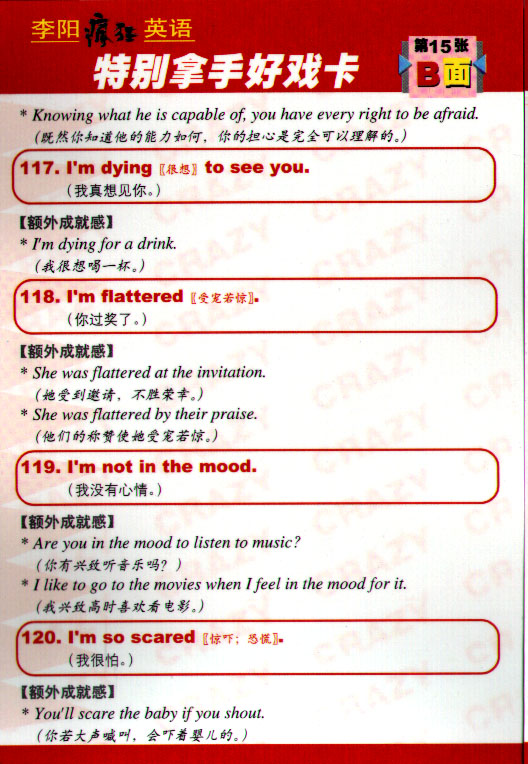 李阳疯狂英语
特别拿手好戏卡
第15张
B面
* Knowing what he is capable of, you have every right to be afraid.
(既然你知道他的能力如何，你的担心是完全可以理解的。)
117. I'm dying〖很想〗to see you.
(我真想见你。)
【额外成就感】
* I'm dying for a drink.
(我很想喝一杯。)
118. I'm flattered〖受宠若惊〗.
(你过奖了。)
【额外成就感】
* She was flattered at the invitation.
(她受到邀请，不胜荣幸。)
* She was flattered by their praise.
(他们的称赞使她受宠若惊。)
119. I'm not in the mood.
(我没有心情。)
【额外成就感】
* Are you in the mood to listen to music?
(你有兴致听音乐吗？)
* I like to go to the movies when I feel in the mood for it.
(我兴致高时喜欢看电影。)
120. I'm so scared〖惊吓；恐慌〗.
(我很怕。)
【额外成就感】
* You'll scare the baby if you shout.
(你若大声喊叫，会吓着婴儿的。)
CRAZY